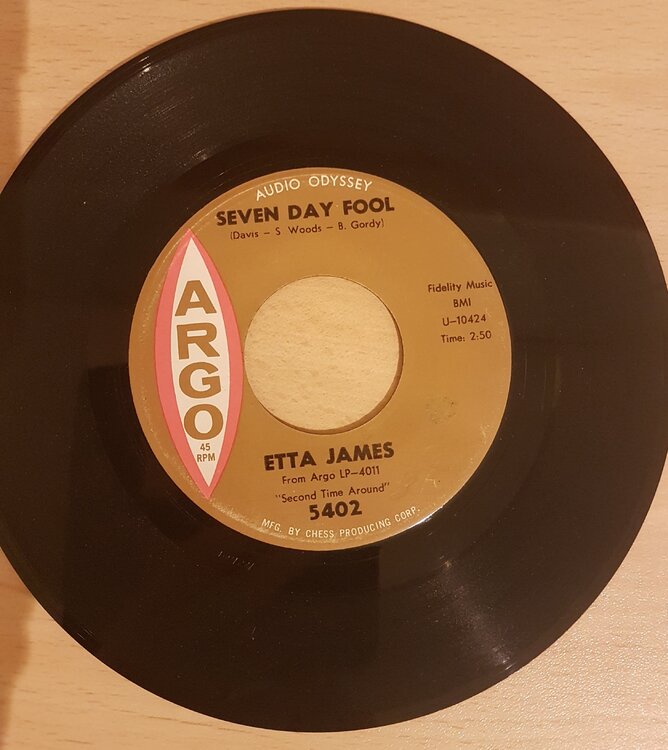 AUDIO ODYSSEY
SEVEN DAY FOOL
(Davis – S Woods – B. Gordy)
ARGO
45
RPM
Fidelity Music
BMI
U–10424
Time: 2:50
ETTA JAMES
From Argo LP–4011
"Second Time Around"
5402
MFG. BY CHESS PRODUCING CORP.